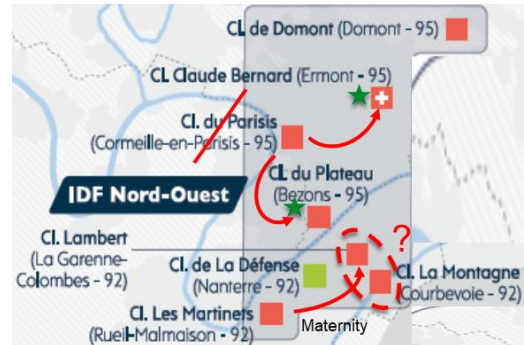 Cl. de Domont (Domont - 95)
Cl. Claude Bernard (Ermont - 95)
Cl. du Parisis
(Cormeille-en-Parisis - 95)
Cl. du Plateau
(Bezons - 95)
IDF Nord-Ouest
Cl. Lambert
(La Garenne-
Colombes - 92)
Cl. de La Défense
(Nanterre - 92)
?
Cl. La Montagne
(Courbevoie - 92)
Cl. Les Martinets
(Rueil-Malmaison - 92)
Maternity